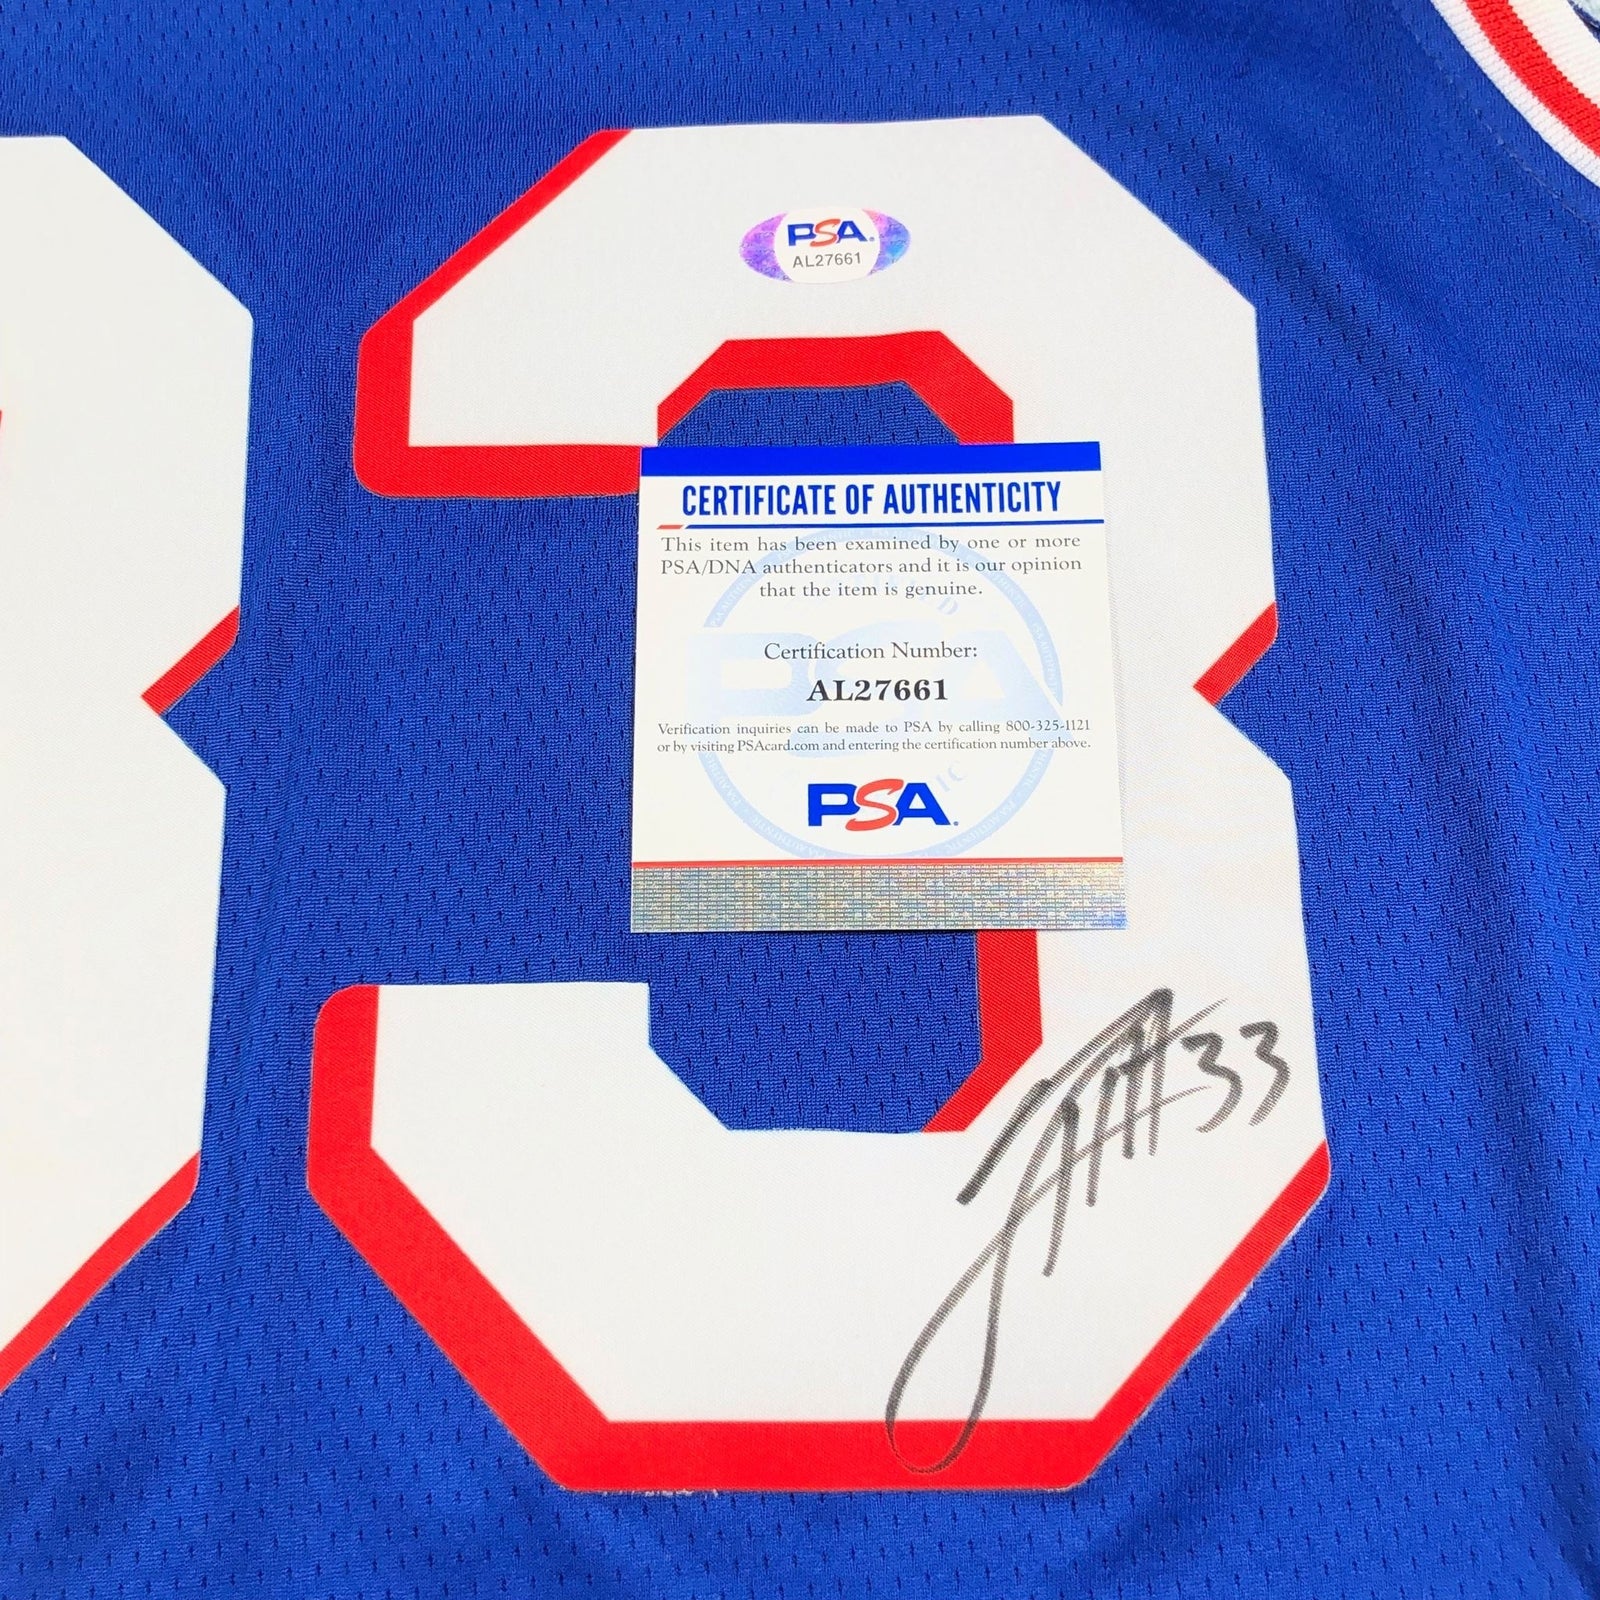 33
PSA
AL27661
CERTIFICATE OF AUTHENTICITY
This item has been examined by one or more
PSA/DNA authenticators and it is our opinion
that the item is genuine.
Certification Number:
AL27661
Verification inquiries can be made to PSA by calling 800-325-1121
or by visiting PSAcard.com and entering the certification number above.
PSA
33